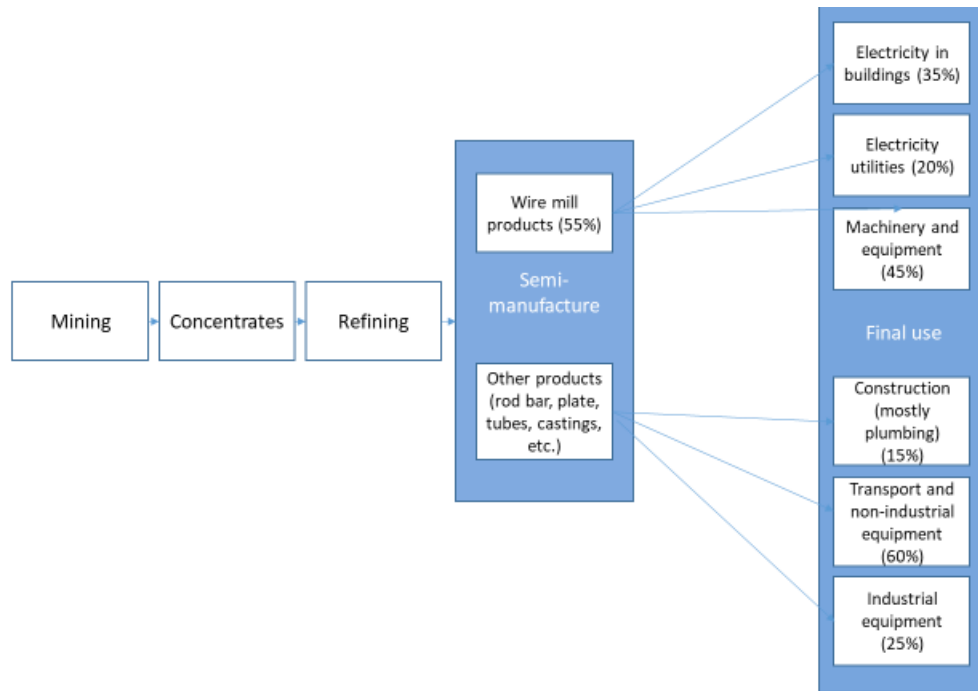 Mining
Concentrates
Refining
Wire mill
products (55%)
Semi-
manufacture
Other products
(rod bar, plate,
tubes, castings,
etc.)
Electricity in
buildings (35%)
Electricity
utilities (20%)
Machinery and
equipment
(45%)
Final use
Construction
(mostly
plumbing)
(15%)
Transport and
non-industrial
equipment
(60%)
Industrial
equipment
(25%)